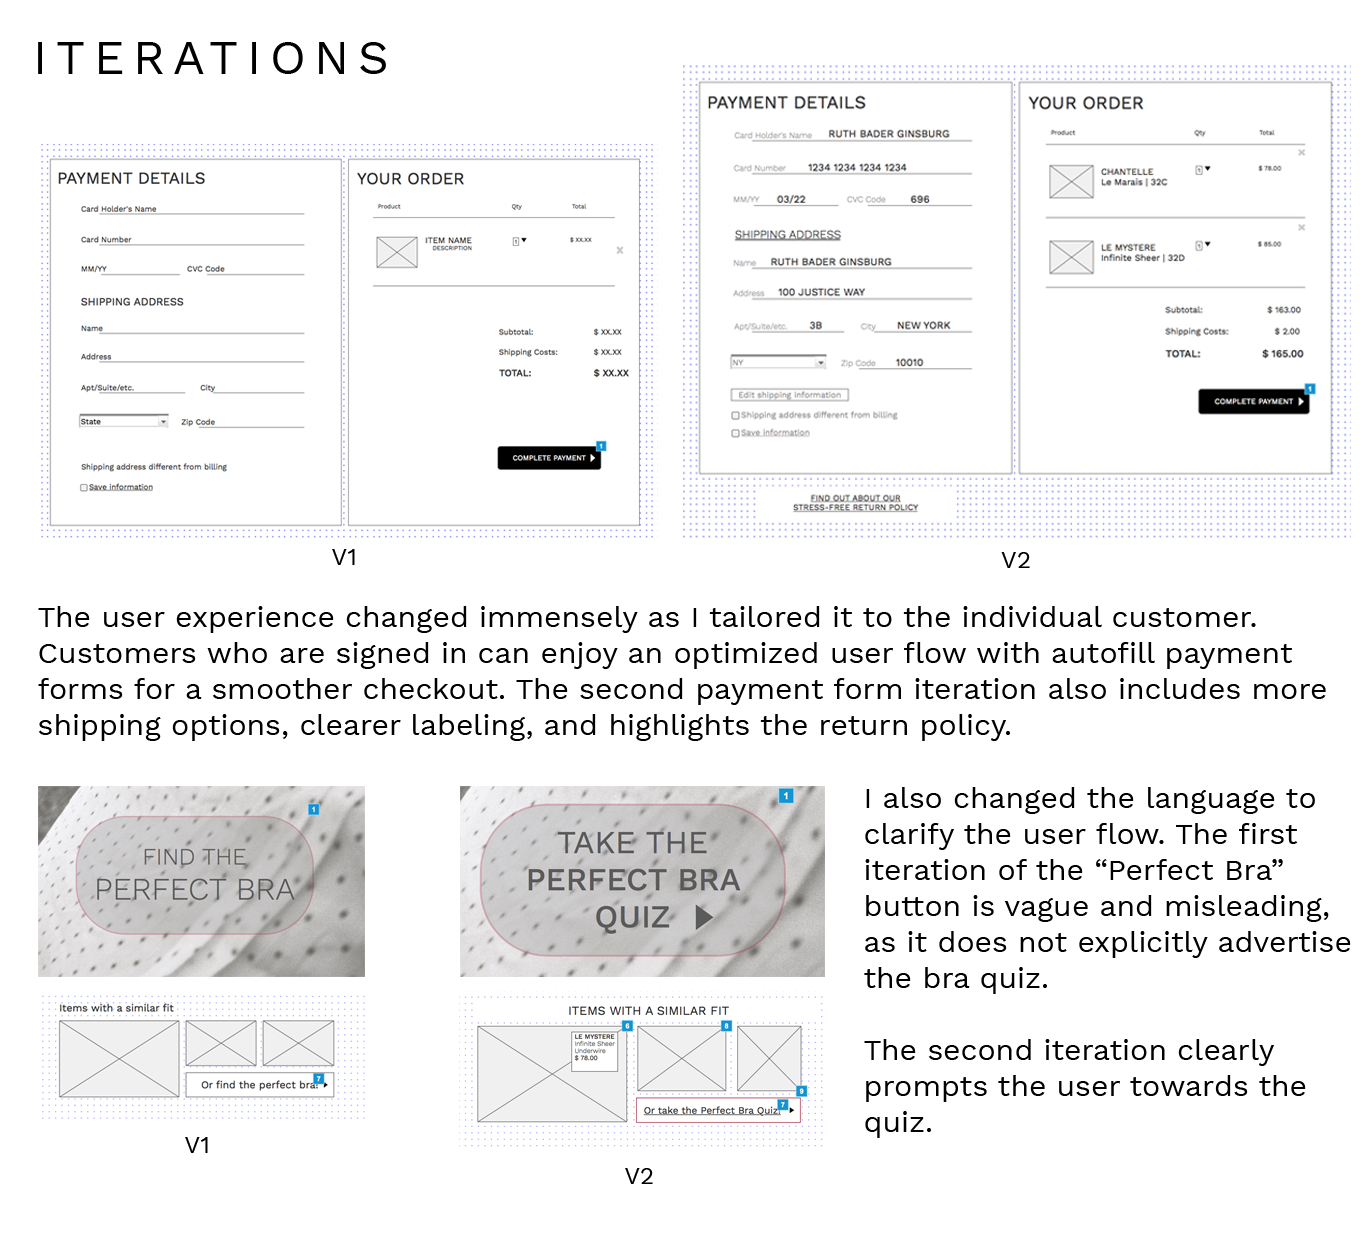 ITERATIONS
PAYMENT DETAILS
Card Holder's Name
Card Number
MM/YY CVC Code
SHIPPING ADDRESS
Name
Address
Apt/Suite/etc. City
State Zip Code
Shipping address different from billing
Save information
YOUR ORDER
Product Qty Total
ITEM NAME 1 $ XX.XX
DESCRIPTION
Subtotal: $ XX.XX
Shipping Costs: $ XX.XX
TOTAL: $ XX.XX
1
COMPLETE PAYMENT
V1
PAYMENT DETAILS
Card Holder's Name RUTH BADER GINSBURG
Card Number 1234 1234 1234 1234
MM/YY 03/22 CVC Code 696
SHIPPING ADDRESS
Name RUTH BADER GINSBURG
Address 100 JUSTICE WAY
Apt/Suite/etc. 3B City NEW YORK
NY Zip Code 10010
Edit shipping information
Shipping address different from billing
Save information
YOUR ORDER
Product Qty Total
CHANTELLE 1 $ 78.00
Le Marais | 32C
LE MYSTERE 1 $ 85.00
Infinite Sheer | 32D
Subtotal: $ 163.00
Shipping Costs: $ 2.00
TOTAL: $ 165.00
1
COMPLETE PAYMENT
FIND OUT ABOUT OUR
STRESS-FREE RETURN POLICY
V2
The user experience changed immensely as I tailored it to the individual customer.
Customers who are signed in can enjoy an optimized user flow with autofill payment
forms for a smoother checkout. The second payment form iteration also includes more
shipping options, clearer labeling, and highlights the return policy.
1
FIND THE
PERFECT BRA
Items with a similar fit
7
Or find the perfect bra!
V1
1
TAKE THE
PERFECT BRA
QUIZ
ITEMS WITH A SIMILAR FIT
6
8
LE MYSTERE
Infinite Sheer
Underwire
$ 78.00
9
7
Or take the Perfect Bra Quiz!
V2
I also changed the language to
clarify the user flow. The first
iteration of the “Perfect Bra”
button is vague and misleading,
as it does not explicitly advertise
the bra quiz.
The second iteration clearly
prompts the user towards the
quiz.